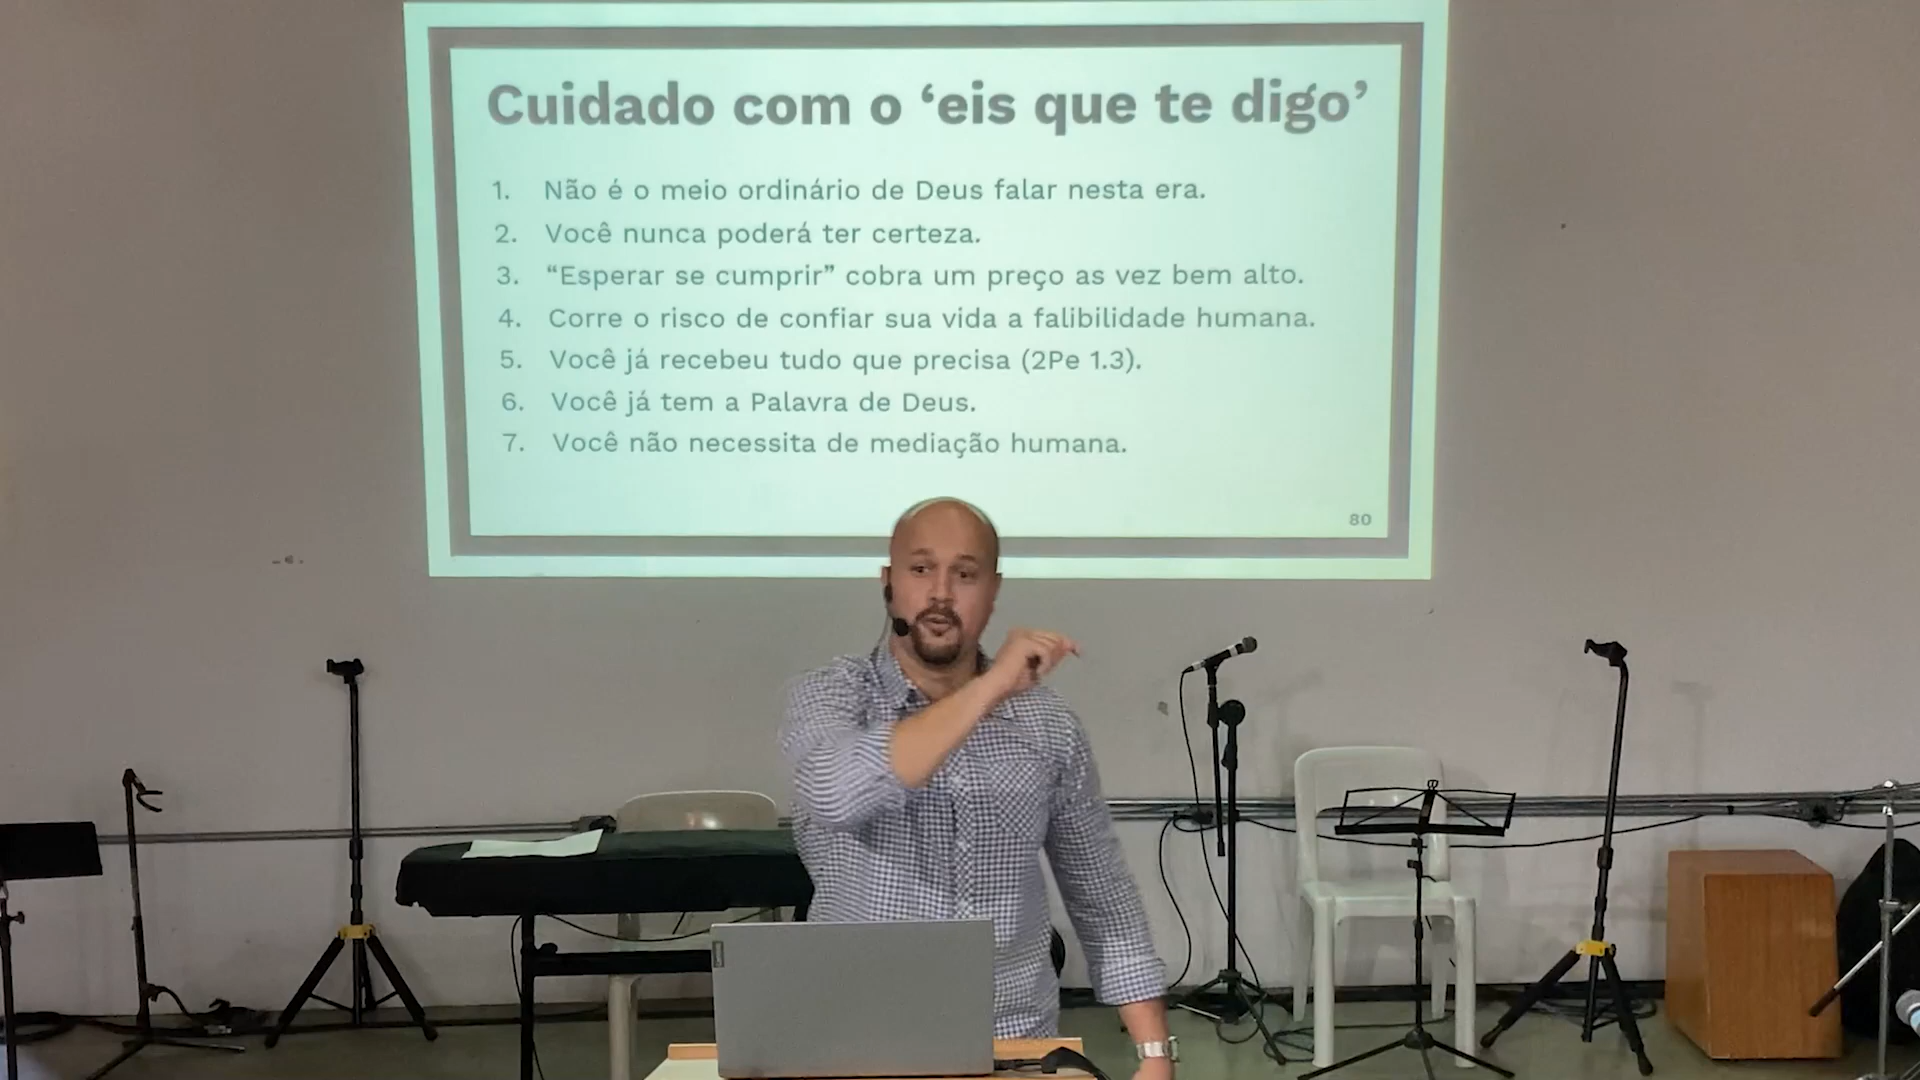 Cuidado com o ‘eis que te digo’
1. Não é o meio ordinário de Deus falar nesta era.
2. Você nunca poderá ter certeza.
3. “Esperar se cumprir” cobra um preço as vez bem alto.
4. Corre o risco de confiar sua vida a falibilidade humana.
5. Você já recebeu tudo que precisa (2Pe 1.3).
6. Você já tem a Palavra de Deus.
7. Você não necessita de mediação humana.
80